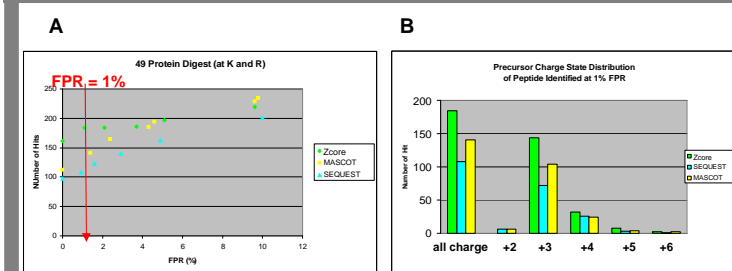 A
49 Protein Digest (at K and R)
FPR = 1%
NUmber of Hits
250
200
150
100
50
0
0 2 4 6 8 10 12
FPR (%)
Zcore
MASCOT
SEQUEST
B
Precursor Charge State Distribution
of Peptide Identified at 1% FPR
Number of Hit
200
150
100
50
0
all charge +2 +3 +4 +5 +6
Zcore
SEQUEST
MASCOT